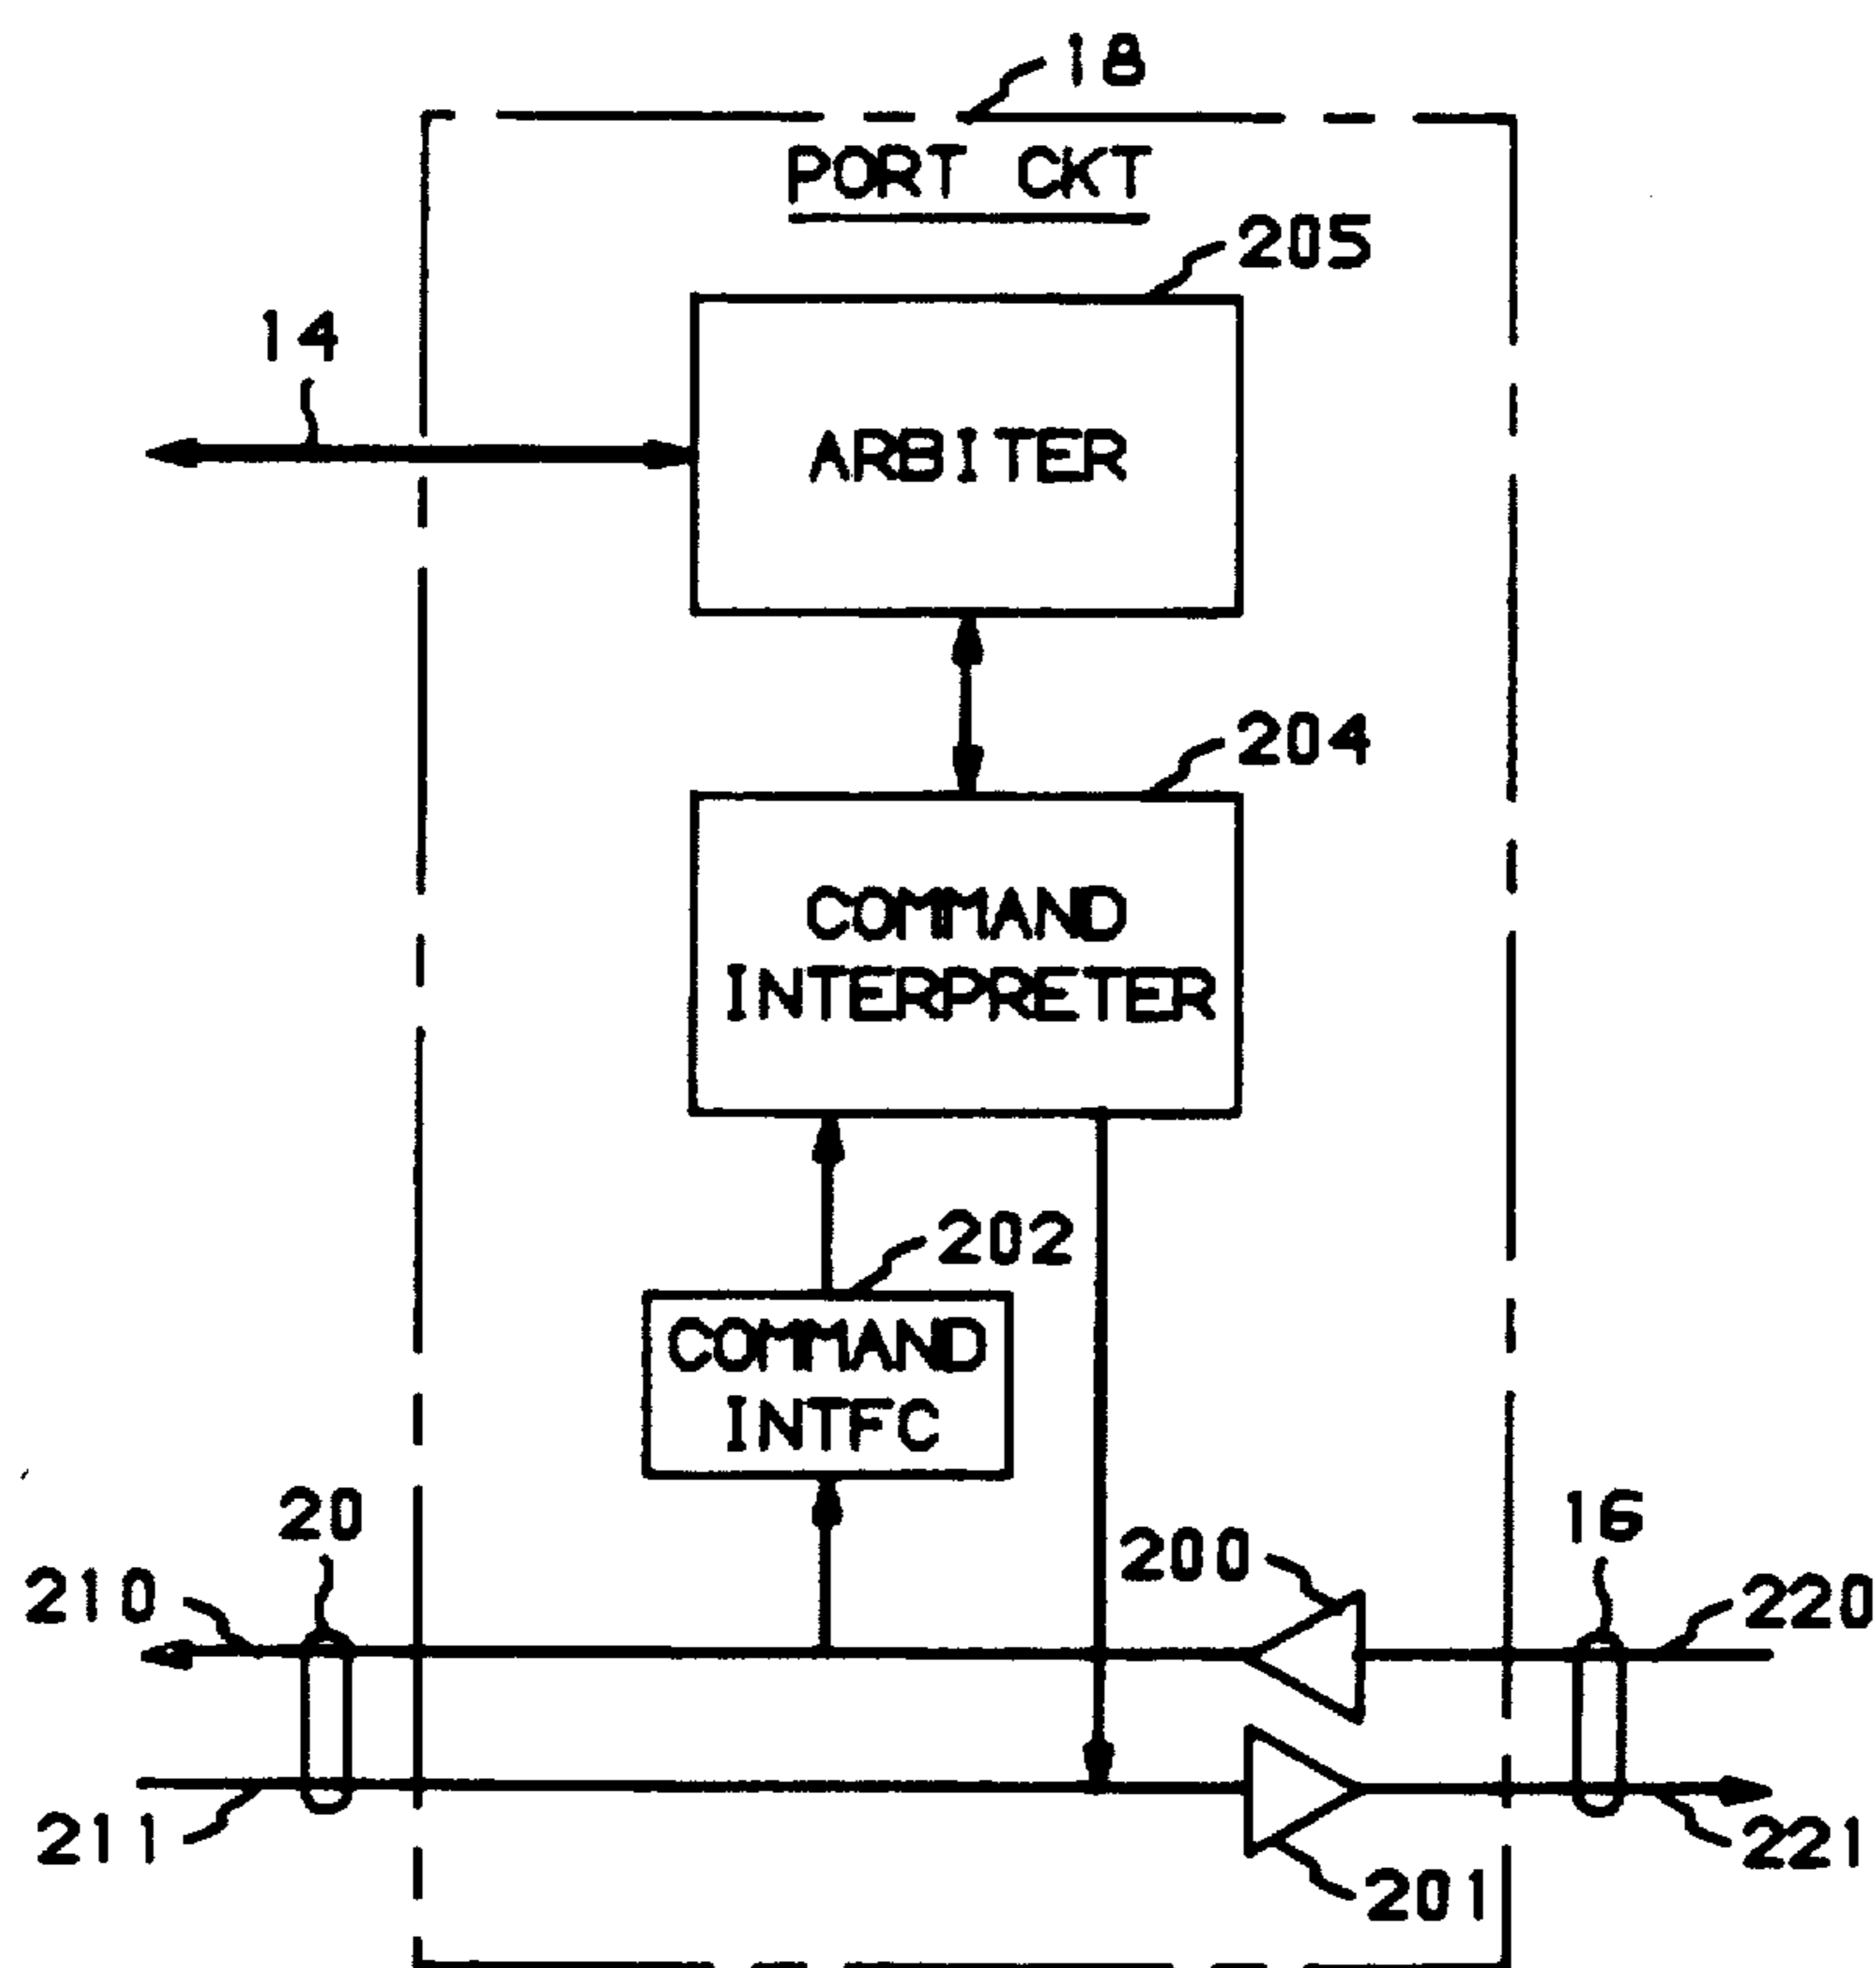 18
PORT CKT
205
14
ARBITER
204
COMMAND
INTERPRETER
202
COMMAND
INTFC
20
16
200
210
220
211
221
201